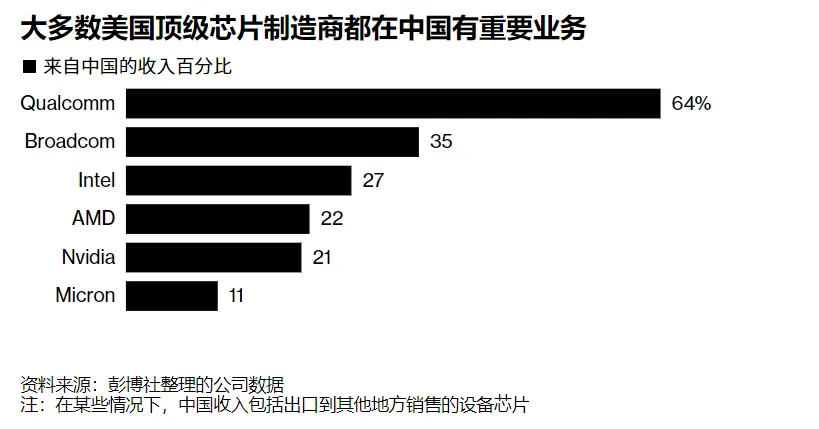 大多数美国顶级芯片制造商都在中国有重要业务
来自中国的收入百分比
Qualcomm 64%
Broadcom 35
Intel 27
AMD 22
Nvidia 21
Micron 11
资料来源：彭博社整理的公司数据
注：在某些情况下，中国收入包括出口到其他地方销售的设备芯片